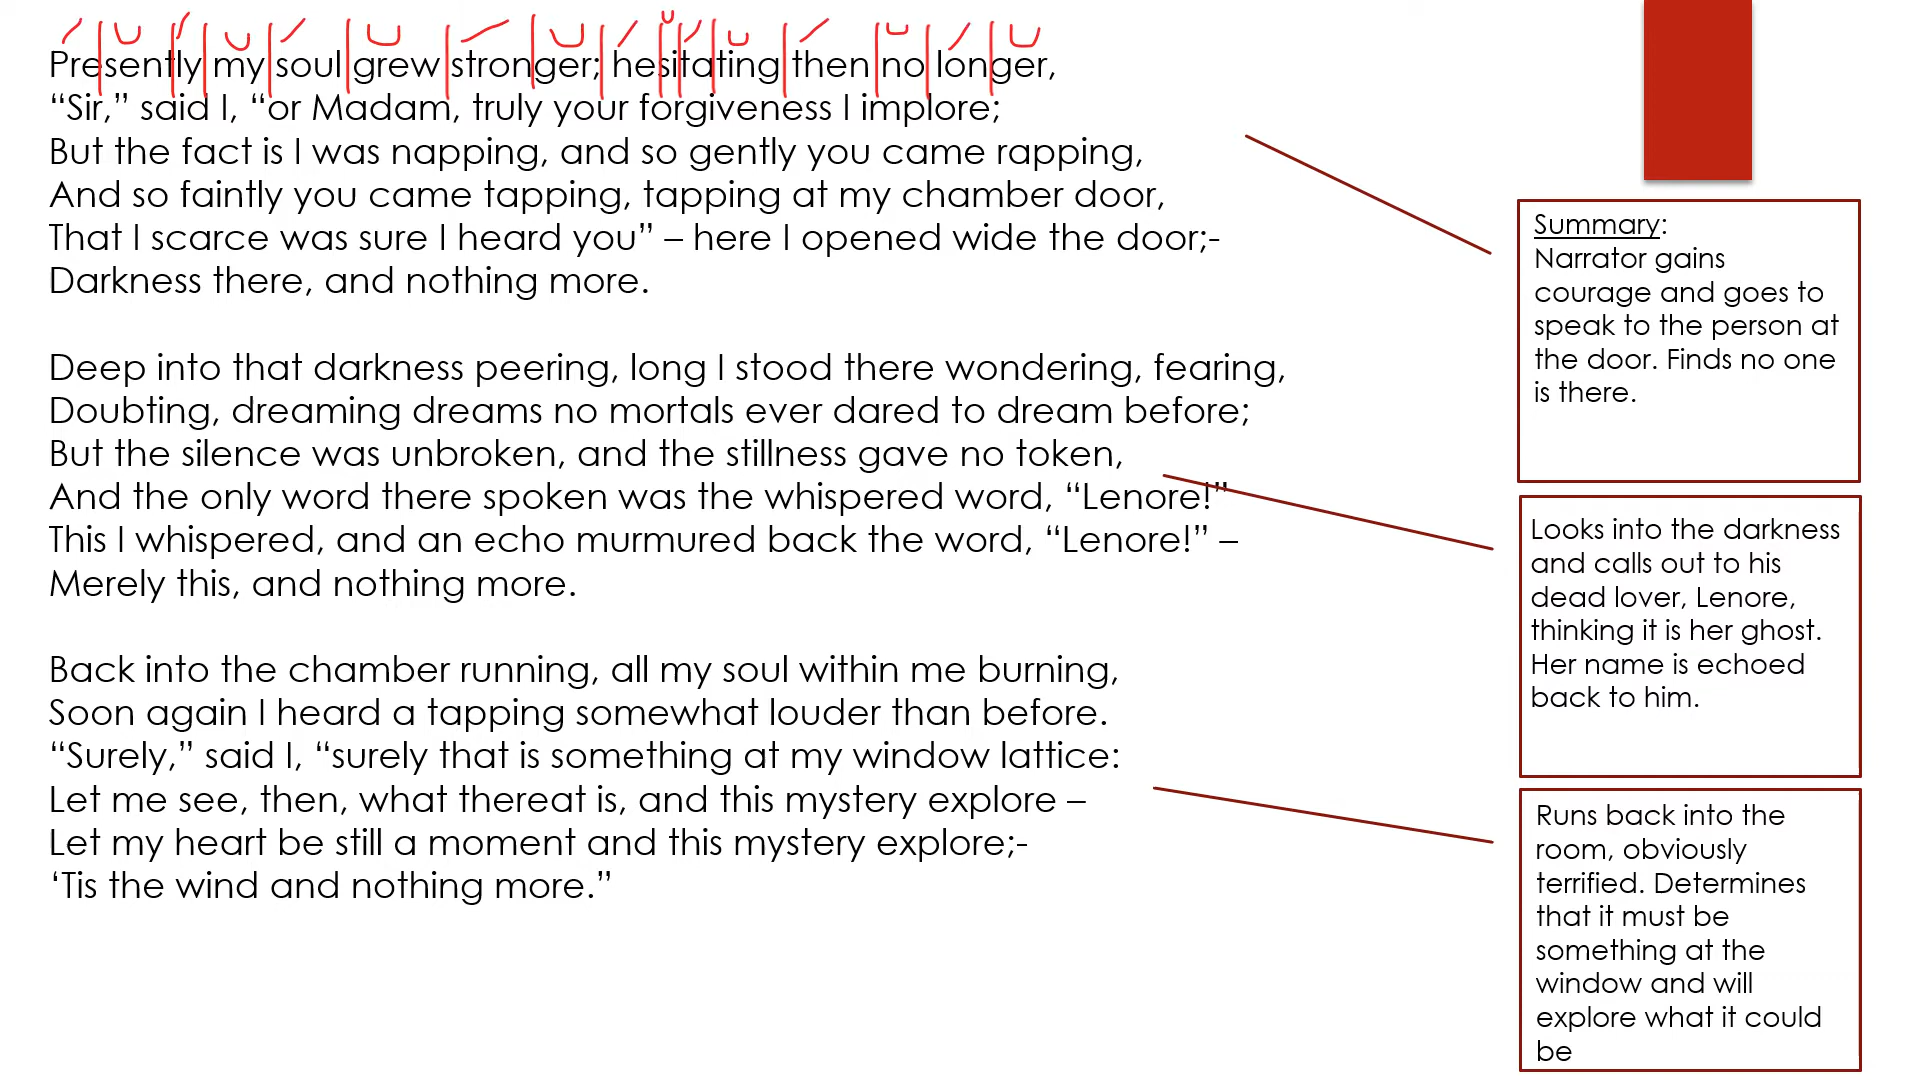 Presently my soul grew stronger; hesitating then no longer,
“Sir,” said I, “or Madam, truly your forgiveness I implore;
But the fact is I was napping, and so gently you came rapping,
And so faintly you came tapping, tapping at my chamber door,
That I scarce was sure I heard you” – here I opened wide the door;-
Darkness there, and nothing more.
Deep into that darkness peering, long I stood there wondering, fearing,
Doubting, dreaming dreams no mortals ever dared to dream before;
But the silence was unbroken, and the stillness gave no token,
And the only word there spoken was the whispered word, “Lenore!”
This I whispered, and an echo murmured back the word, “Lenore!” –
Merely this, and nothing more.
Back into the chamber running, all my soul within me burning,
Soon again I heard a tapping somewhat louder than before.
“Surely,” said I, “surely that is something at my window lattice:
Let me see, then, what thereat is, and this mystery explore –
Let my heart be still a moment and this mystery explore;-
‘Tis the wind and nothing more.”
Summary:
Narrator gains
courage and goes to
speak to the person at
the door. Finds no one
is there.
Looks into the darkness
and calls out to his
dead lover, Lenore,
thinking it is her ghost.
Her name is echoed
back to him.
Runs back into the
room, obviously
terrified. Determines
that it must be
something at the
window and will
explore what it could
be